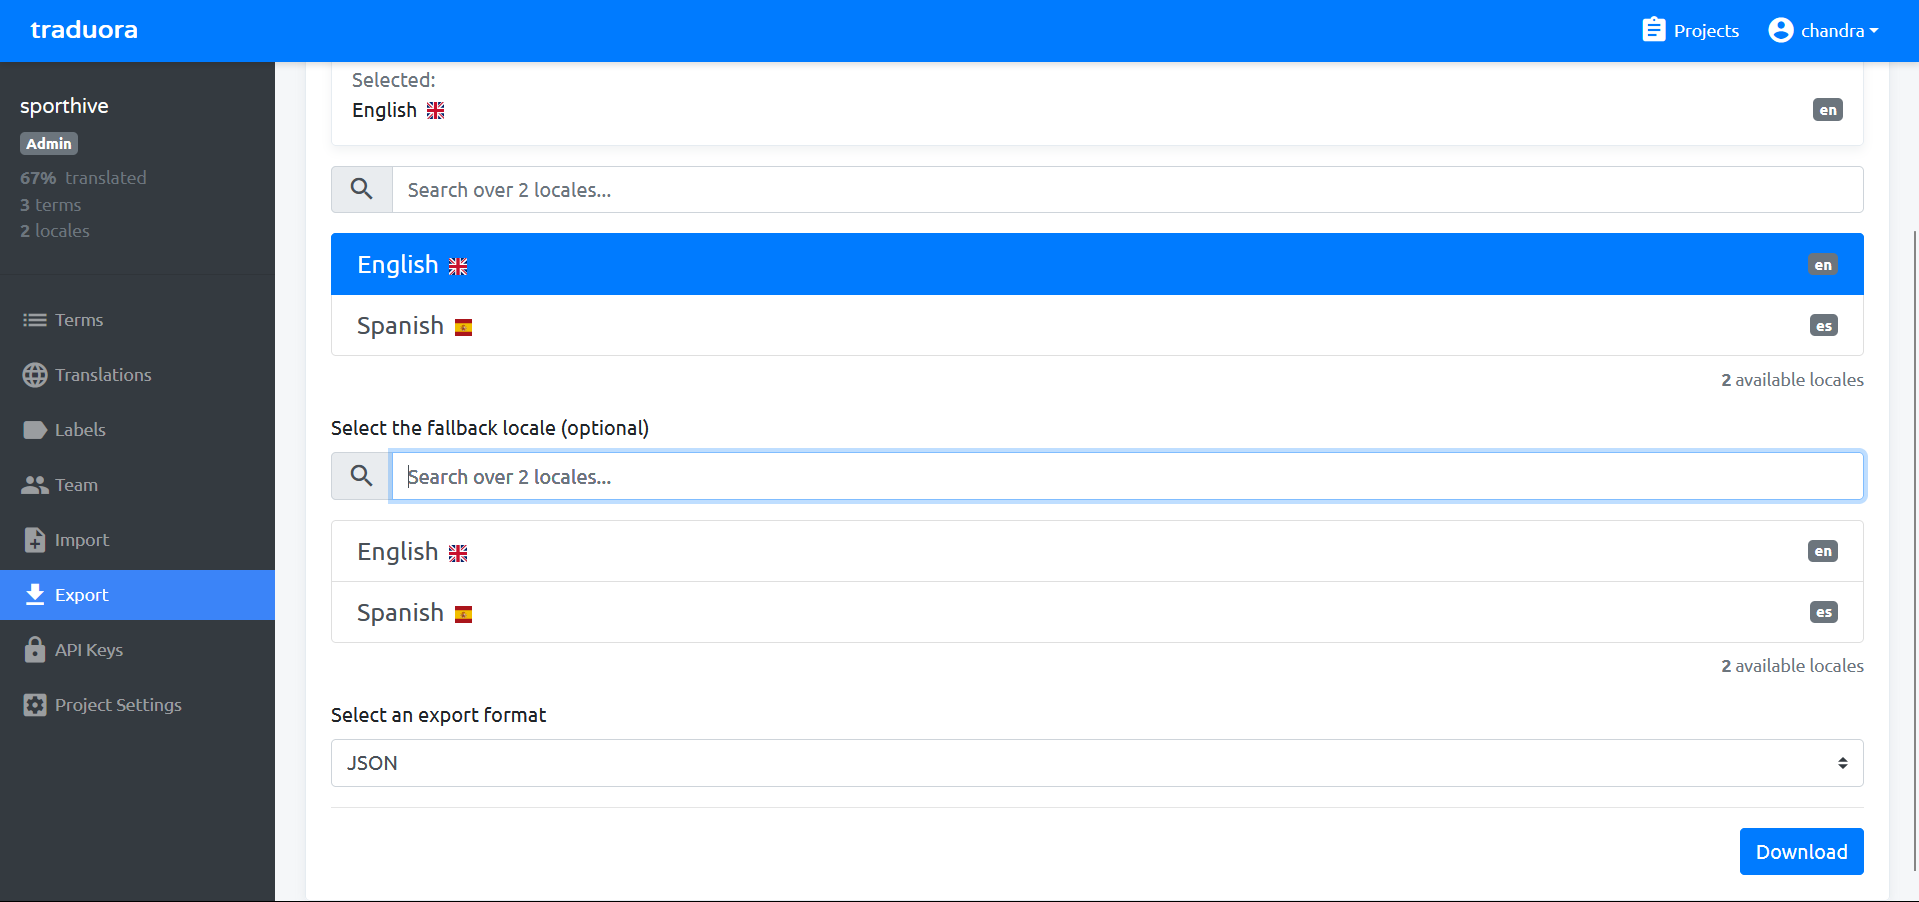 traduora
Projects
chandra
sporthive
Admin
67% translated
3 terms
2 locales
Terms
Translations
Labels
Team
Import
Export
API Keys
Project Settings
Selected:
English
en
Search over 2 locales...
English
en
Spanish
es
2 available locales
Select the fallback locale (optional)
Search over 2 locales...
English
en
Spanish
es
2 available locales
Select an export format
JSON
Download